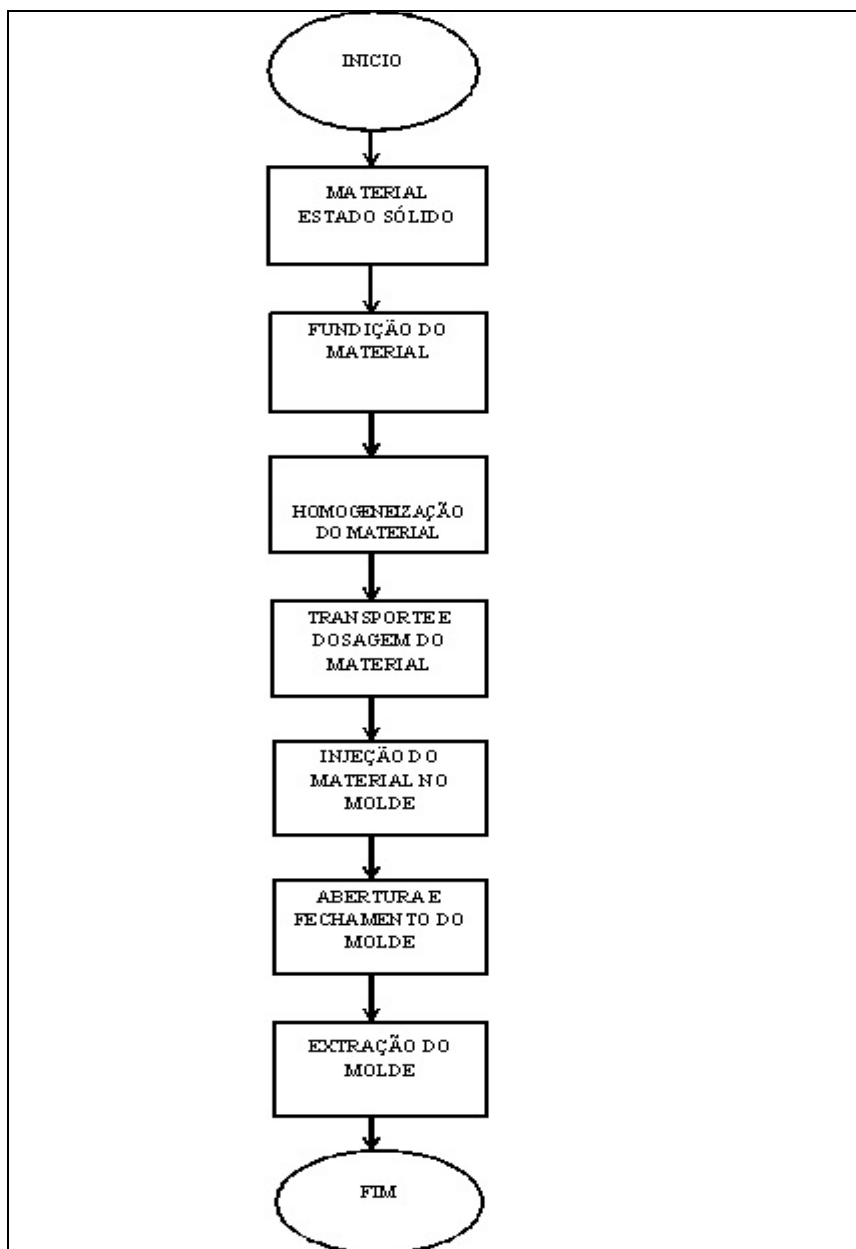 INICIO
MATERIAL
ESTADO SÓLIDO
FUNDIÇÃO DO
MATERIAL
HOMOGENEIZAÇÃO
DO MATERIAL
TRANSPORTE E
DOSAGEM DO
MATERIAL
INJEÇÃO DO
MATERIAL NO
MOLDE
ABERTURA E
FECHAMENTO DO
MOLDE
EXTRAÇÃO DO
MOLDE
FIM